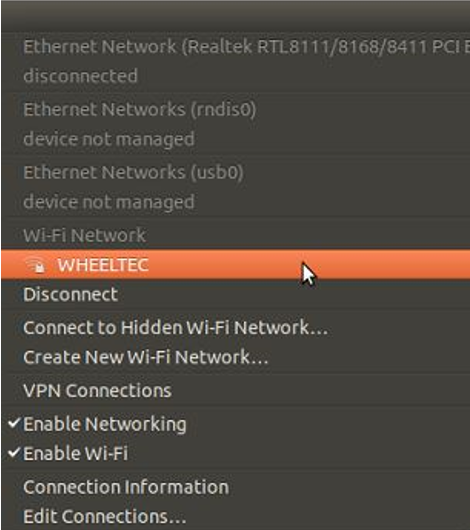 Ethernet Network (Realtek RTL8111/8168/8411 PCI
disconnected
Ethernet Networks (rndis0)
device not managed
Ethernet Networks (usb0)
device not managed
Wi-Fi Network
WHEELTEC
Disconnect
Connect to Hidden Wi-Fi Network...
Create New Wi-Fi Network...
VPN Connections
Enable Networking
Enable Wi-Fi
Connection Information
Edit Connections...